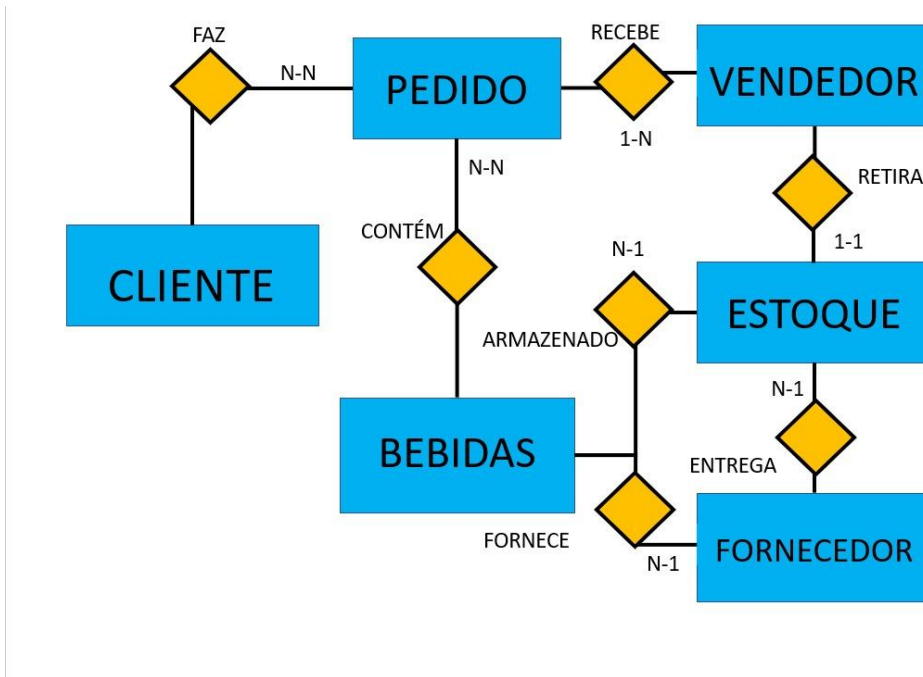 FAZ
RECEBE
N-N
PEDIDO
VENDEDOR
1-N
N-N
RETIRA
CONTÉM
1-1
N-1
CLIENTE
ESTOQUE
ARMAZENADO
N-1
BEBIDAS
ENTREGA
FORNECE
FORNECEDOR
N-1